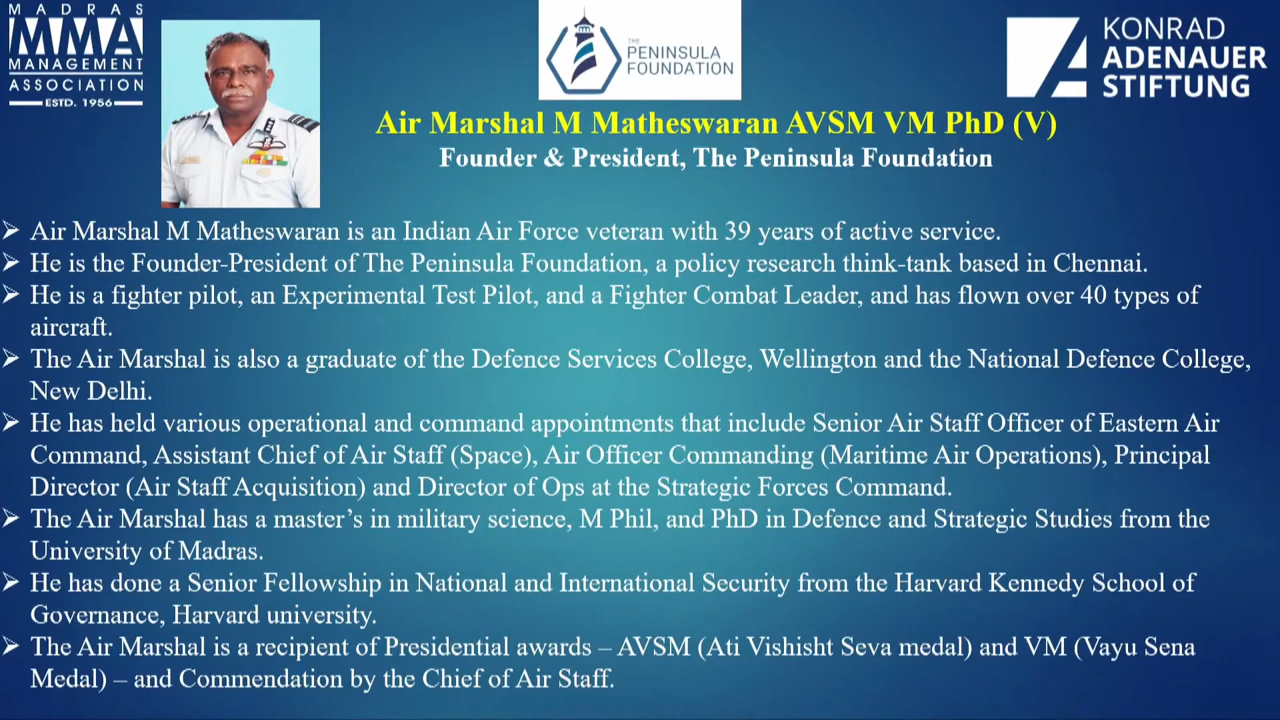 MADRAS
MMA
MANAGEMENT
ASSOCIATION
ESTD. 1956
THE
PENINSULA
FOUNDATION
KONRAD
ADENAUER
STIFTUNG
Air Marshal M Matheswaran AVSM VM PhD (V)
Founder & President, The Peninsula Foundation
Air Marshal M Matheswaran is an Indian Air Force veteran with 39 years of active service.
He is the Founder-President of The Peninsula Foundation, a policy research think-tank based in Chennai.
He is a fighter pilot, an Experimental Test Pilot, and a Fighter Combat Leader, and has flown over 40 types of
aircraft.
The Air Marshal is also a graduate of the Defence Services College, Wellington and the National Defence College,
New Delhi.
He has held various operational and command appointments that include Senior Air Staff Officer of Eastern Air
Command, Assistant Chief of Air Staff (Space), Air Officer Commanding (Maritime Air Operations), Principal
Director (Air Staff Acquisition) and Director of Ops at the Strategic Forces Command.
The Air Marshal has a master’s in military science, M Phil, and PhD in Defence and Strategic Studies from the
University of Madras.
He has done a Senior Fellowship in National and International Security from the Harvard Kennedy School of
Governance, Harvard university.
The Air Marshal is a recipient of Presidential awards – AVSM (Ati Vishisht Seva medal) and VM (Vayu Sena
Medal) – and Commendation by the Chief of Air Staff.